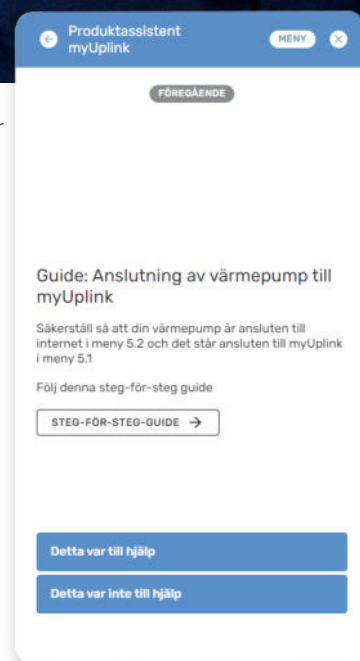 Produktassistent
myUplink
MENY
FÖREGÅENDE
Guide: Anslutning av värmepump till
myUplink
Säkerställ så att din värmepump är ansluten till
internet i meny 5.2 och det står ansluten till myUplink
i meny 5.1
Följ denna steg-för-steg guide
STEG-FÖR-STEG-GUIDE
Detta var till hjälp
Detta var inte till hjälp